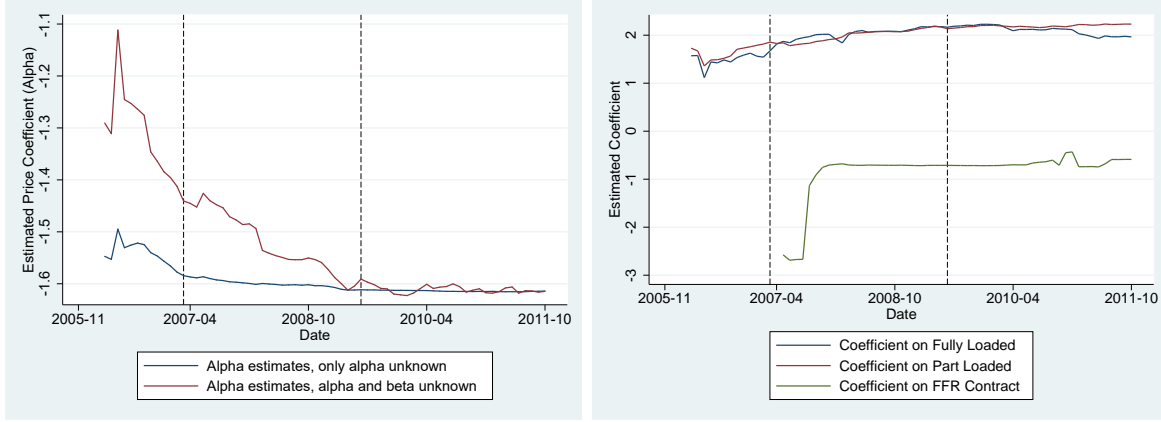 Estimated Price Coefficient (Alpha)
-1.1
-1.2
-1.3
-1.4
-1.5
-1.6
2005-11 2007-04 2008-10 2010-04 2011-10
Date
Alpha estimates, only alpha unknown
Alpha estimates, alpha and beta unknown
Estimated Coefficient
2
1
0
-1
-2
-3
2005-11 2007-04 2008-10 2010-04 2011-10
Date
Coefficient on Fully Loaded
Coefficient on Part Loaded
Coefficient on FFR Contract